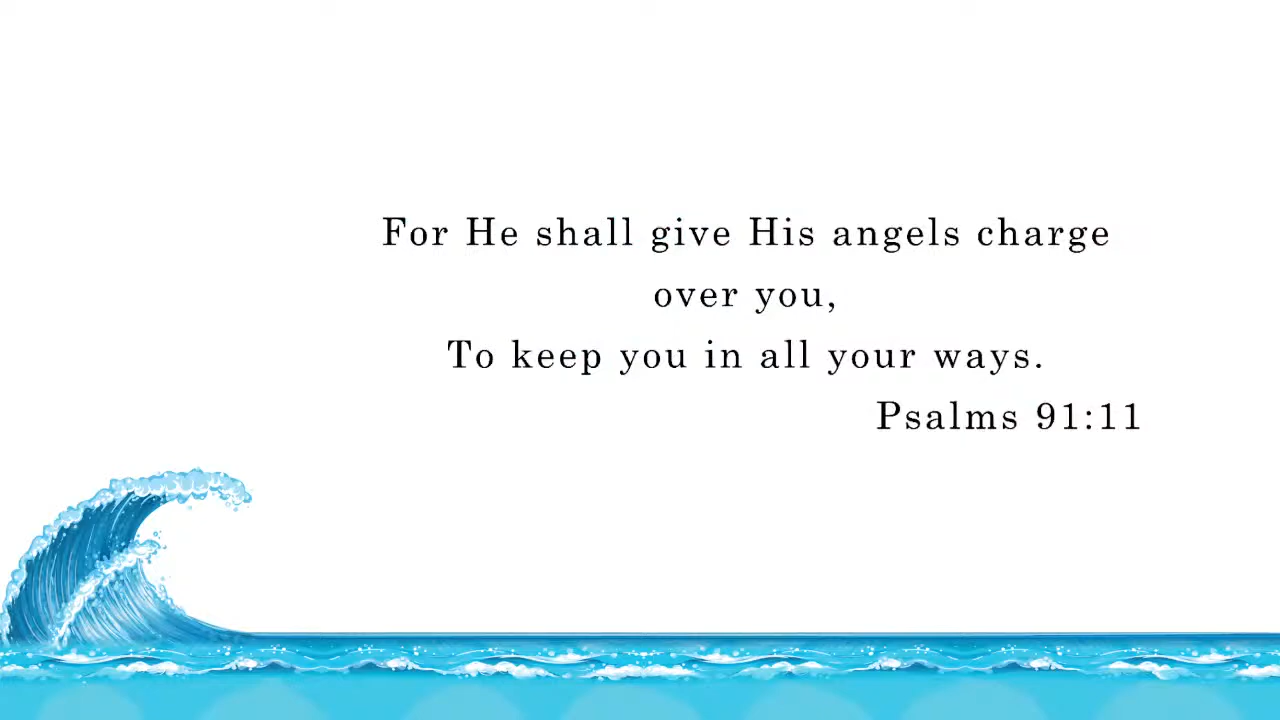 For He shall give His angels charge
over you,
To keep you in all your ways.
Psalms 91:11